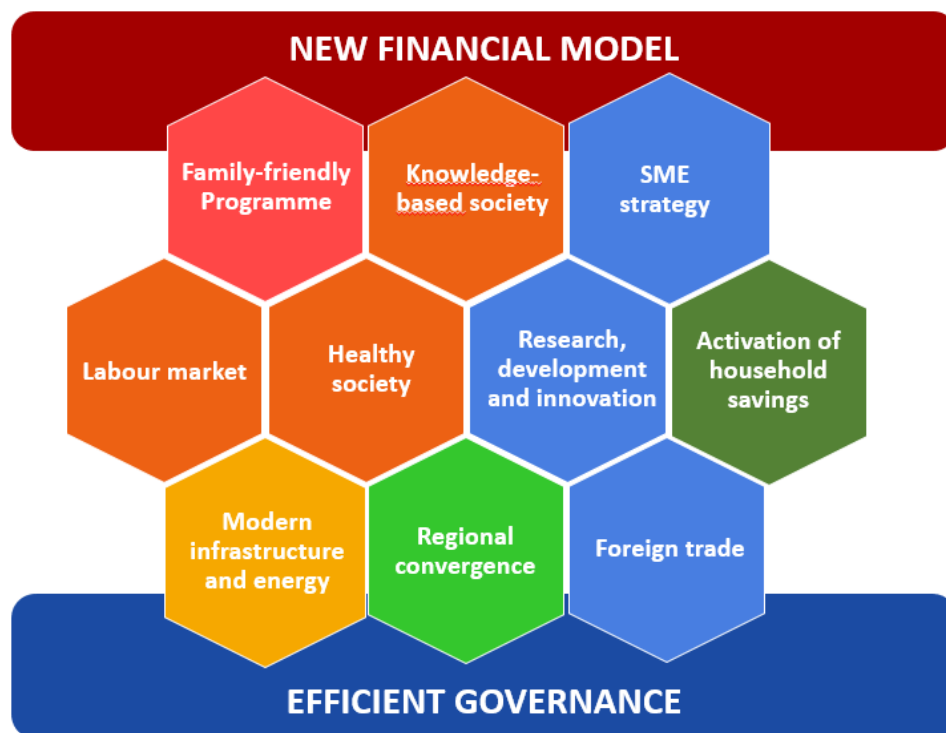 NEW FINANCIAL MODEL
Family-friendly
Programme
Knowledge-
based society
SME
strategy
Labour market
Healthy
society
Research,
development
and innovation
Activation of
household
savings
Modern
infrastructure
and energy
Regional
convergence
Foreign trade
EFFICIENT GOVERNANCE